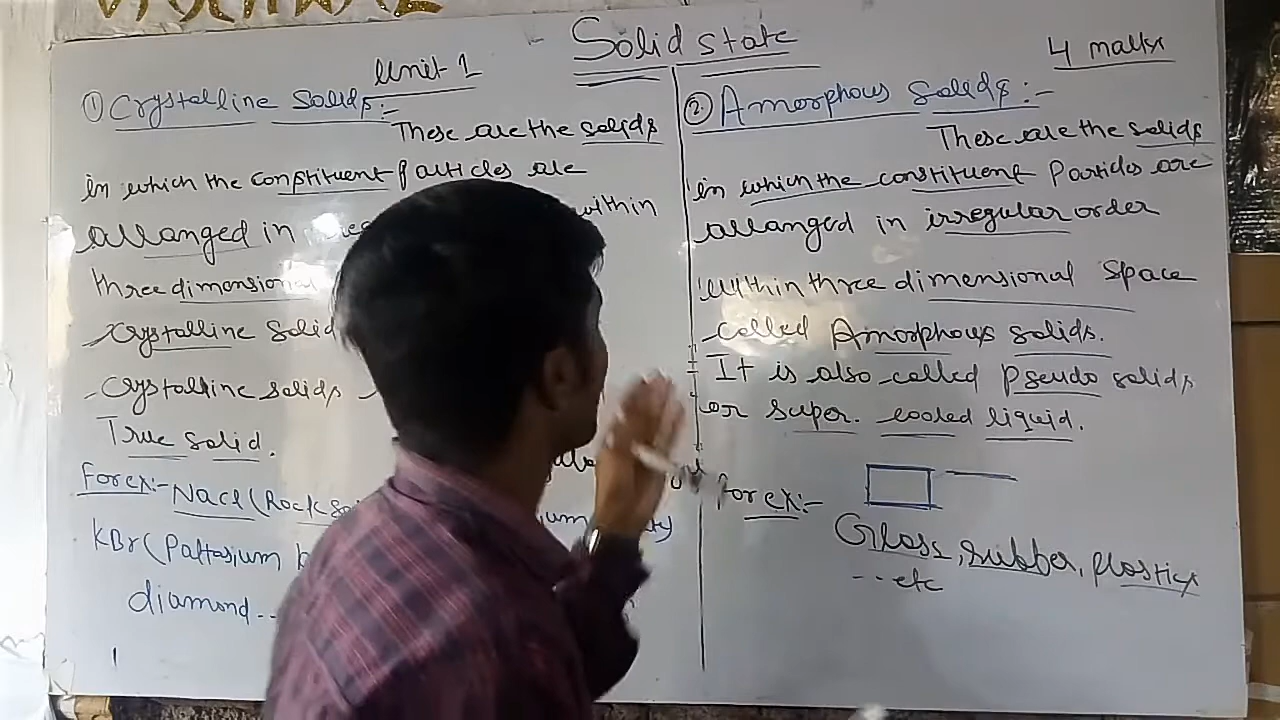 Solid state
4 marks
Unit-1
① Crystalline Solids:-
These are the solids
in which the constituent particles are
arranged in within
three dimensional
Crystalline Solid
- Crystalline solids
True solid.
For ex:- NaCl (Rock
KBr (Pottasium
diamond..
② Amorphous Solids:-
These are the solids
in which the constituent Particles are
arranged in irregular order
within three dimensional space
called Amorphous solids.
It is also called pseudo solids
or super. cooled liquid.
for ex:-
Glass, rubber, plastics
... etc